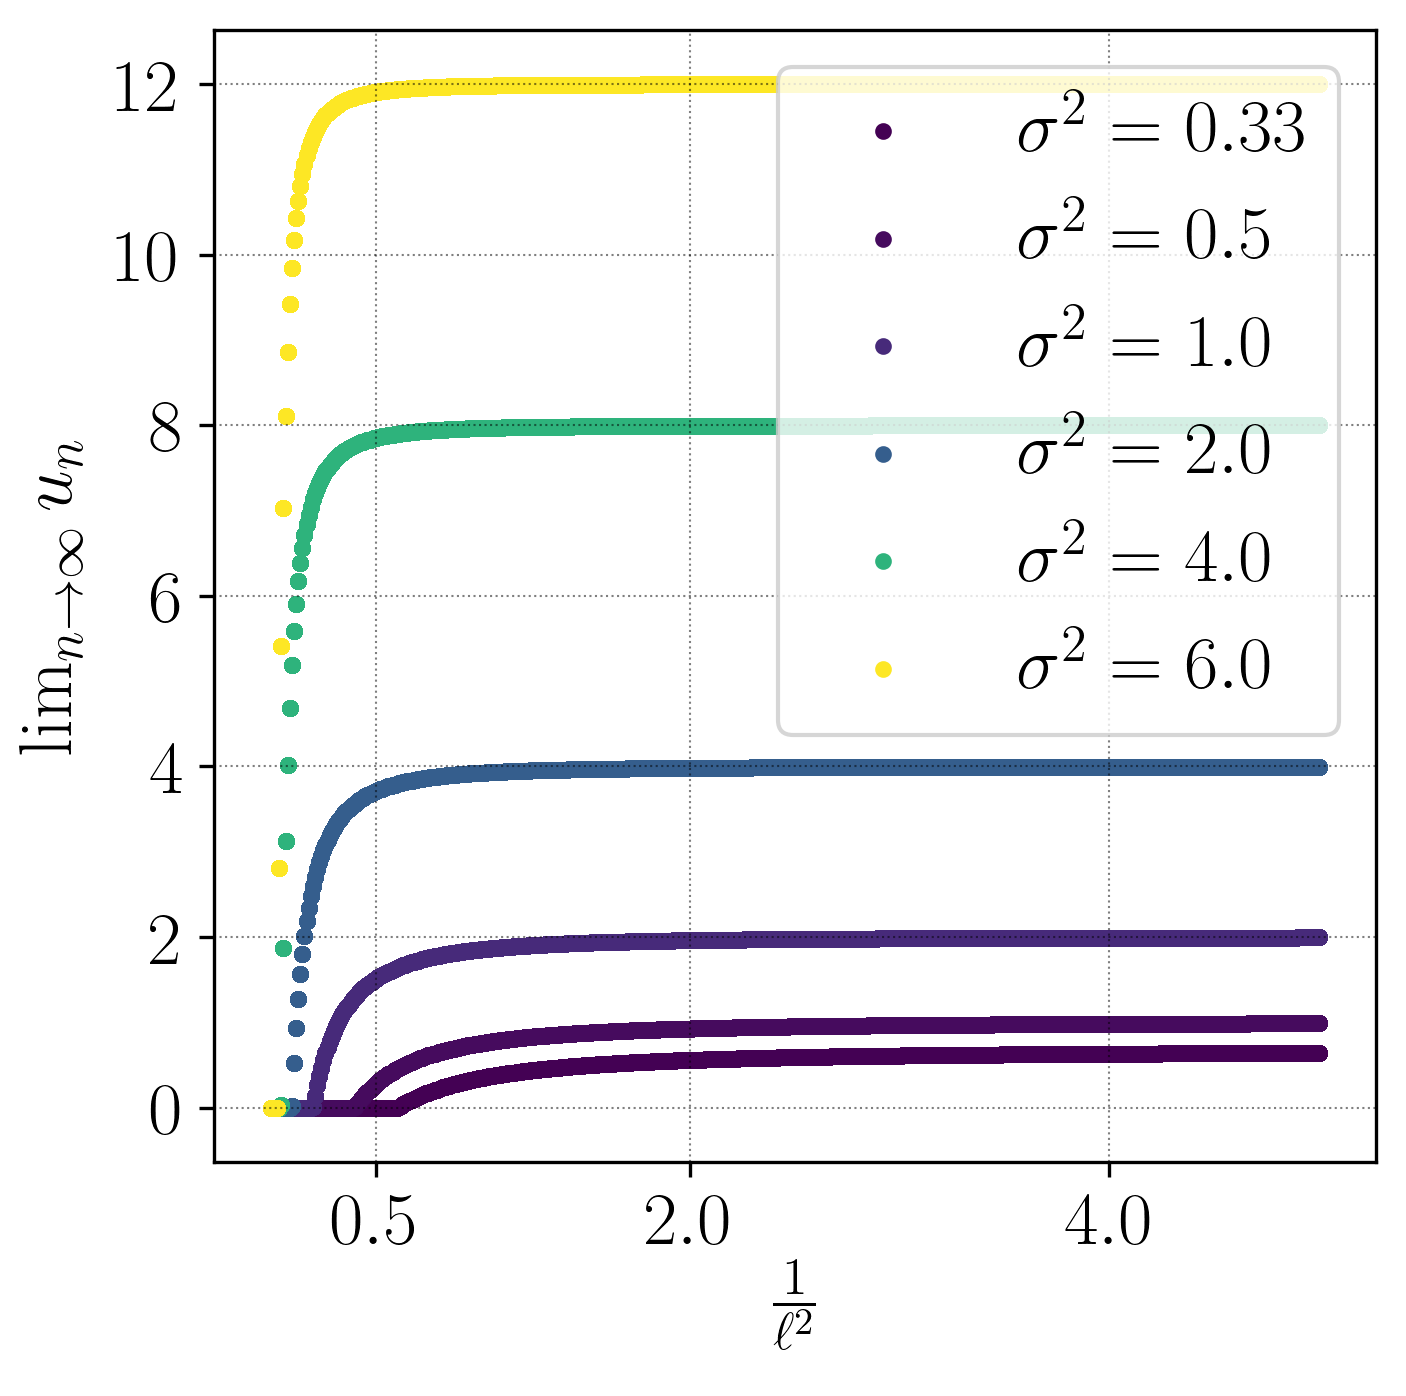 12
10
8
6
4
2
0
lim_{n→∞} u_n
σ² = 0.33
σ² = 0.5
σ² = 1.0
σ² = 2.0
σ² = 4.0
σ² = 6.0
0.5 2.0 4.0
1/ℓ²